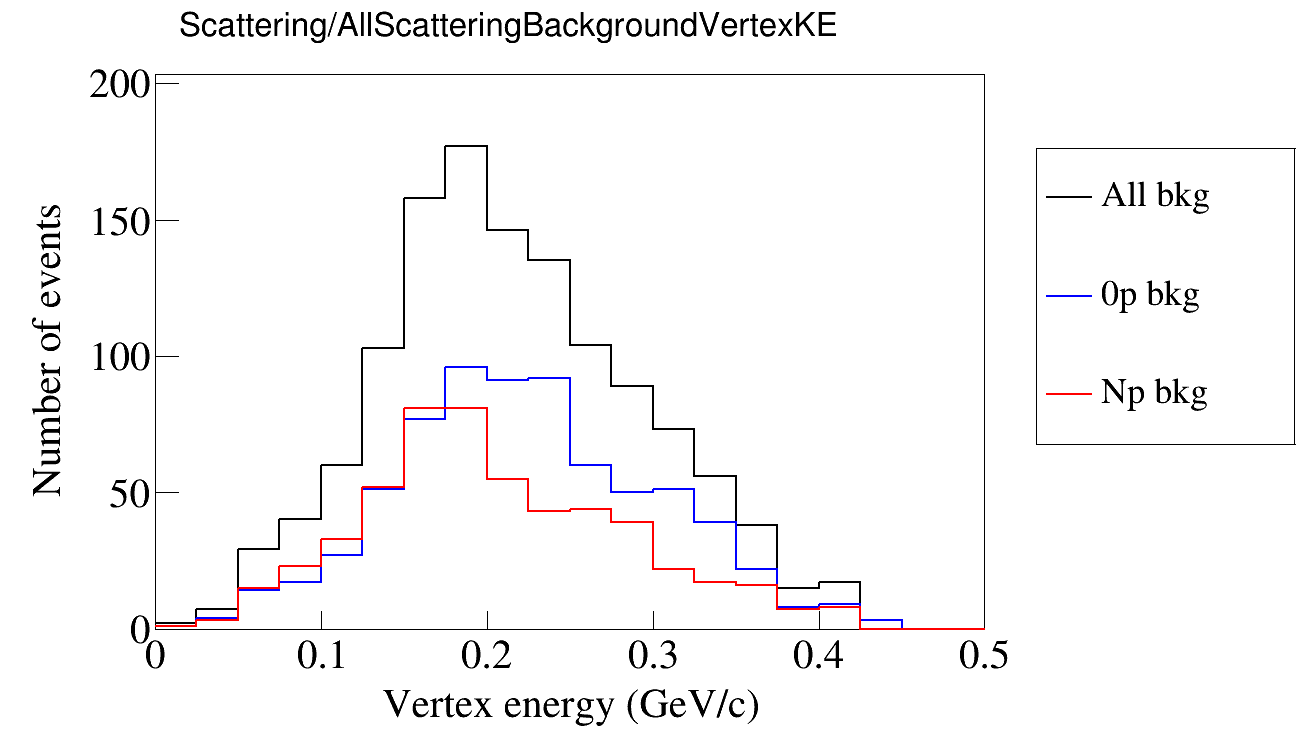 Scattering/AllScatteringBackgroundVertexKE
200
150
100
50
0
Number of events
0 0.1 0.2 0.3 0.4 0.5
Vertex energy (GeV/c)
All bkg
0p bkg
Np bkg